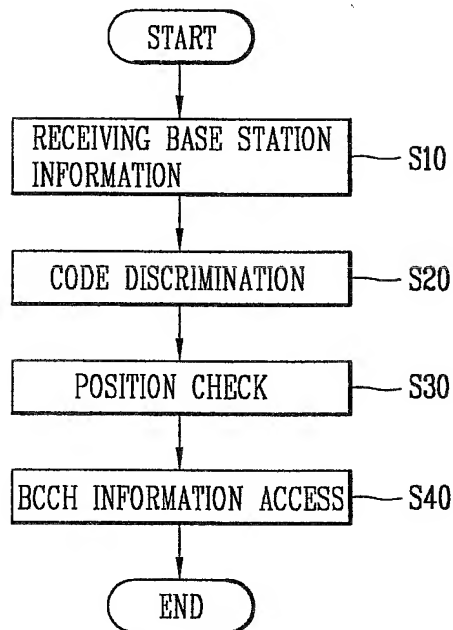 START
RECEIVING BASE STATION
INFORMATION
S10
CODE DISCRIMINATION
S20
POSITION CHECK
S30
BCCH INFORMATION ACCESS
S40
END